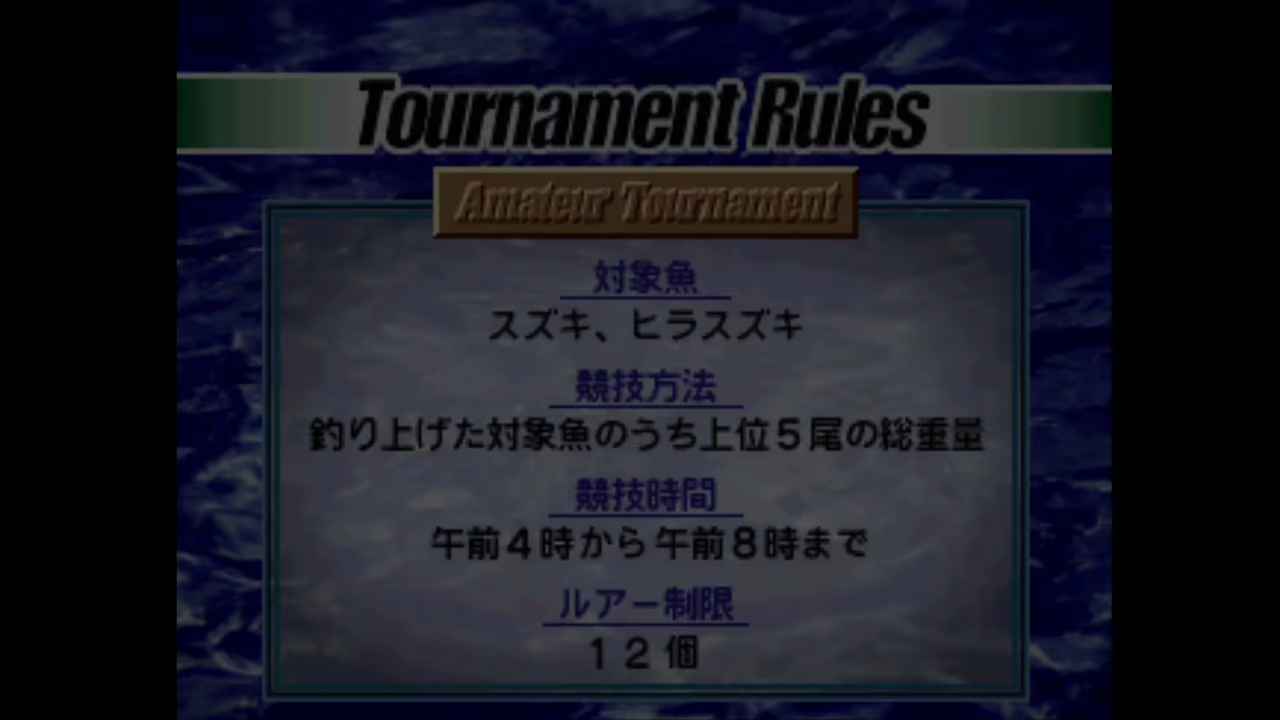 Tournament Rules
Amateur Tournament
対象魚
スズキ、ヒラスズキ
競技方法
釣り上げた対象魚のうち上位5尾の総重量
競技時間
午前4時から午前8時まで
ルアー制限
12個